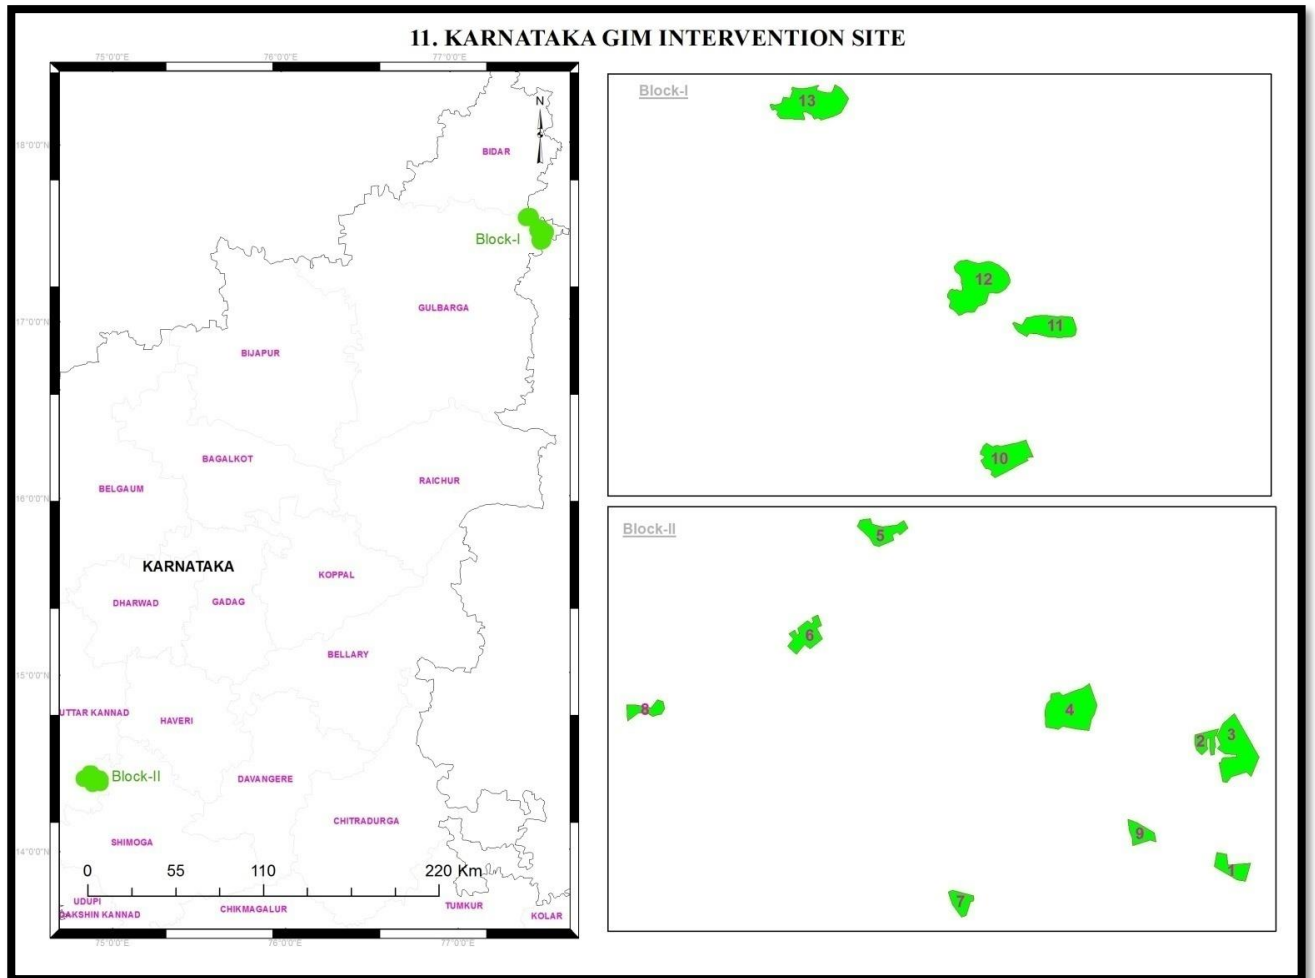 11. KARNATAKA GIM INTERVENTION SITE
75°0'0"E 76°0'0"E 77°0'0"E
N
18°0'0"N
BIDAR
Block-I
17°0'0"N
GULBARGA
BIJAPUR
BAGALKOT
RAICHUR
BELGAUM
16°0'0"N
KARNATAKA
KOPPAL
DHARWAD
GADAG
BELLARY
15°0'0"N
UTTAR KANNAD
HAVERI
Block-II
DAVANGERE
CHITRADURGA
SHIMOGA
14°0'0"N
0 55 110 220 Km
UDUPI
DAKSHIN KANNAD
CHIKMAGALUR
TUMKUR
KOLAR
75°0'0"E 76°0'0"E 77°0'0"E
Block-I
13
12
11
10
Block-II
5
6
8
4
2
3
9
1
7